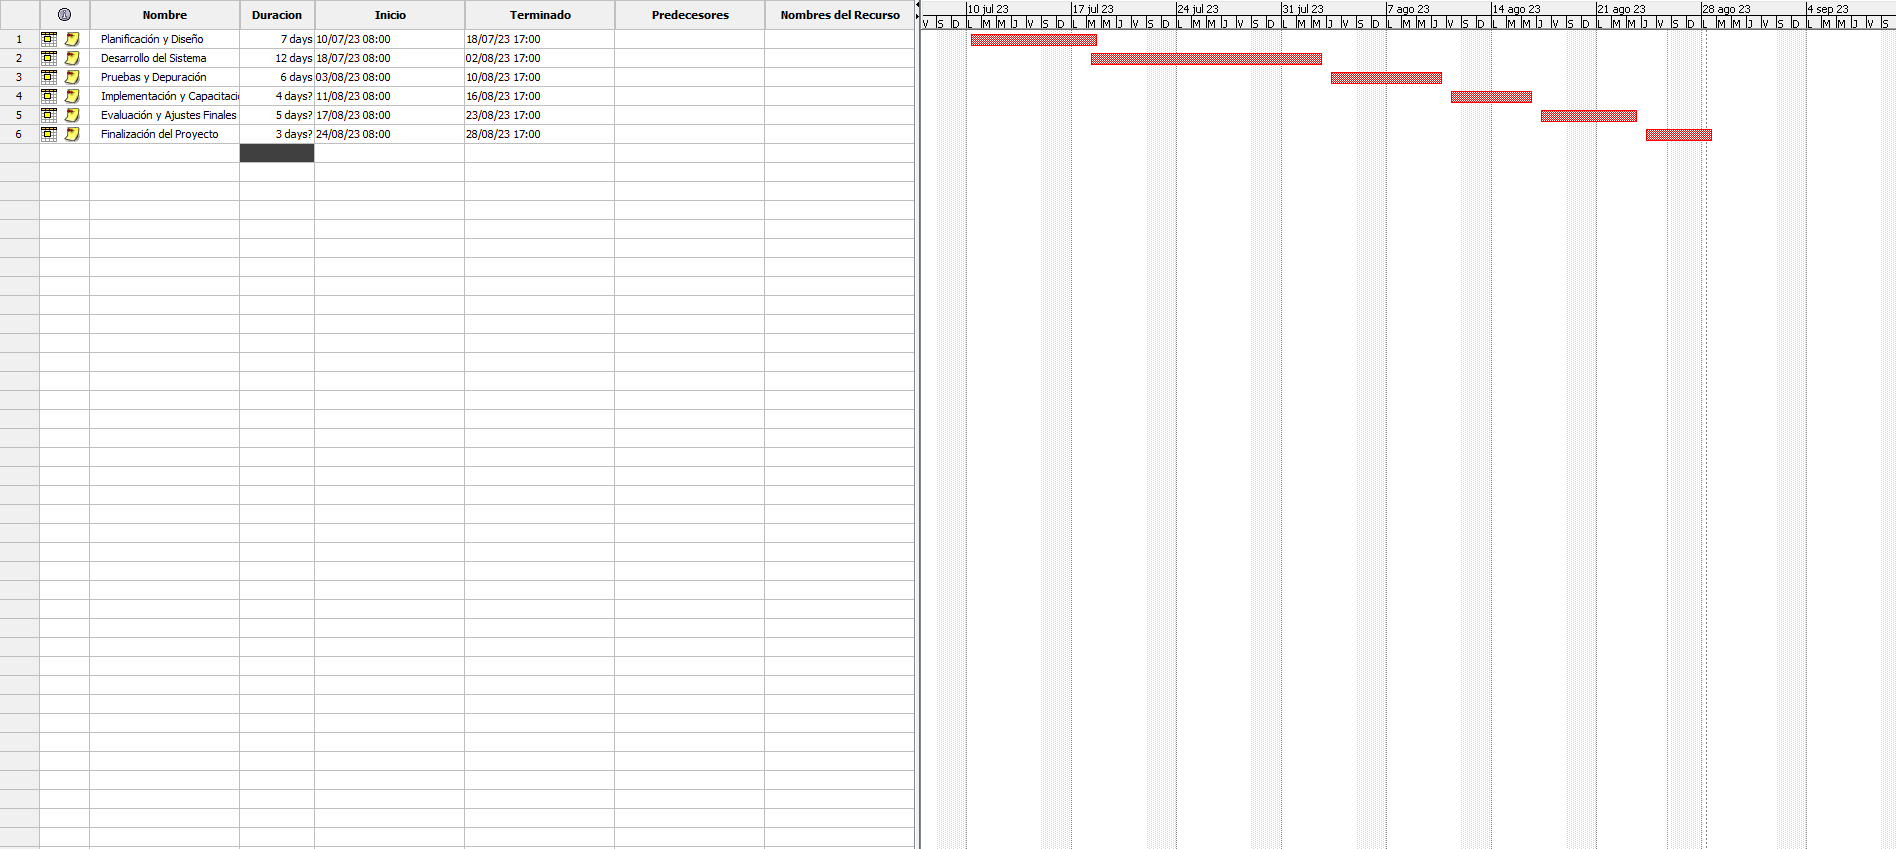 Nombre Duracion Inicio Terminado Predecesores Nombres del Recurso
1 Planificación y Diseño 7 days 10/07/23 08:00 18/07/23 17:00
2 Desarrollo del Sistema 12 days 18/07/23 08:00 02/08/23 17:00
3 Pruebas y Depuración 6 days 03/08/23 08:00 10/08/23 17:00
4 Implementación y Capacitaci 4 days? 11/08/23 08:00 16/08/23 17:00
5 Evaluación y Ajustes Finales 5 days? 17/08/23 08:00 23/08/23 17:00
6 Finalización del Proyecto 3 days? 24/08/23 08:00 28/08/23 17:00
10 jul 23 17 jul 23 24 jul 23 31 jul 23 7 ago 23 14 ago 23 21 ago 23 28 ago 23 4 sep 23
V S D L M M J V S D L M M J V S D L M M J V S D L M M J V S D L M M J V S D L M M J V S D L M M J V S D L M M J V S D L M M J V S